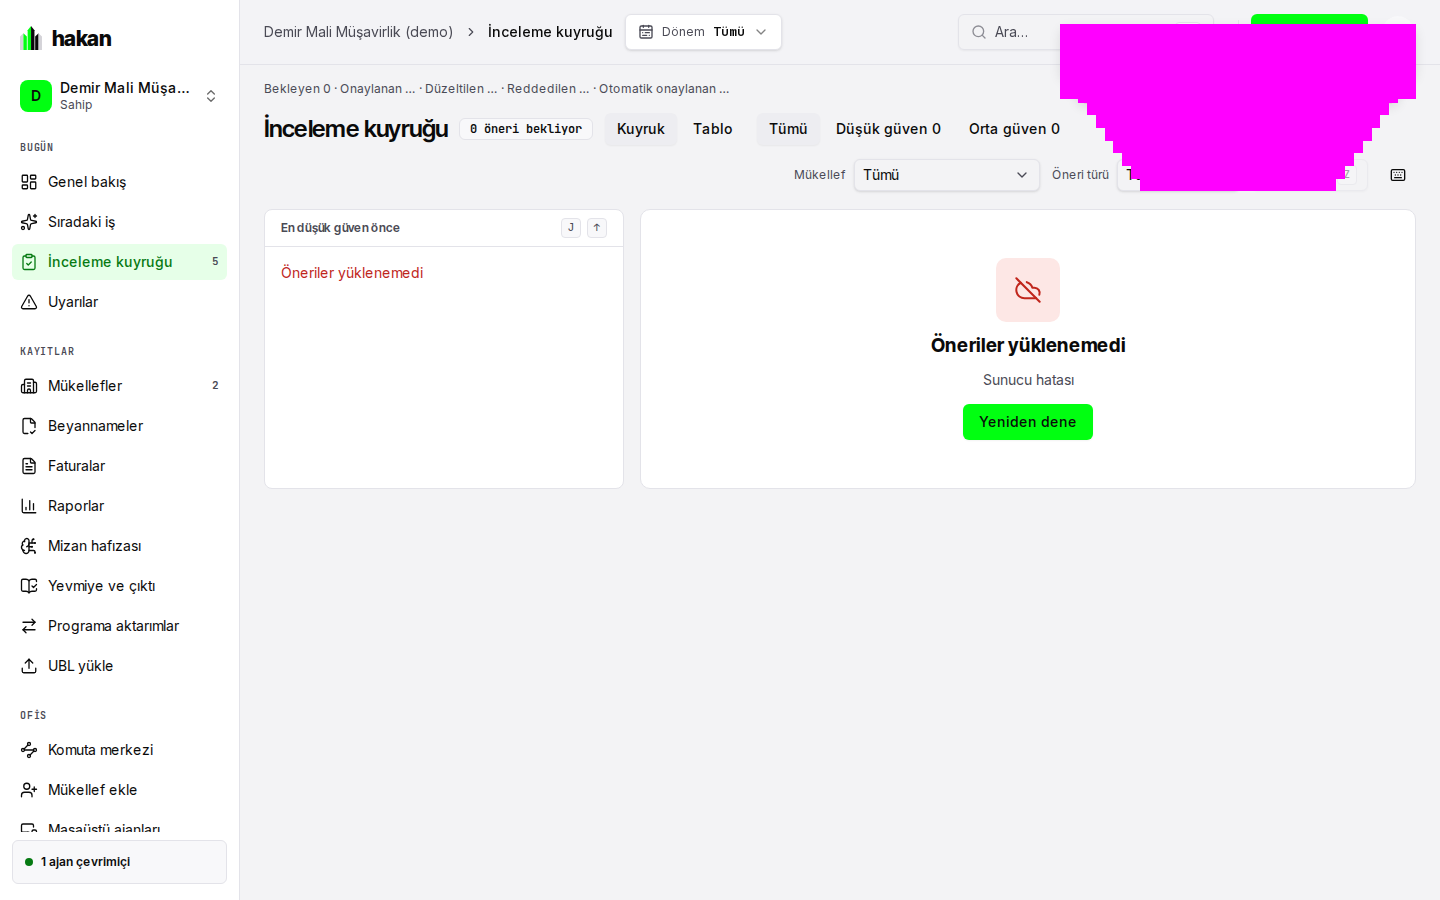 hakan
Demir Mali Müşavirlik (demo)
İnceleme kuyruğu
Dönem Tümü
Ara...
D
Demir Mali Müşa...
Sahip
Bekleyen 0 · Onaylanan ... · Düzeltilen ... · Reddedilen ... · Otomatik onaylanan ...
İnceleme kuyruğu
0 öneri bekliyor
Kuyruk
Tablo
Tümü
Düşük güven 0
Orta güven 0
Mükellef
Tümü
Öneri türü
Z
BUGÜN
Genel bakış
Sıradaki iş
İnceleme kuyruğu 5
Uyarılar
KAYITLAR
Mükellefler 2
Beyannameler
Faturalar
Raporlar
Mizan hafızası
Yevmiye ve çıktı
Programa aktarımlar
UBL yükle
OFİS
Komuta merkezi
Mükellef ekle
Masaüstü ajanları
1 ajan çevrimiçi
En düşük güven önce
J ↑
Öneriler yüklenemedi
Öneriler yüklenemedi
Sunucu hatası
Yeniden dene